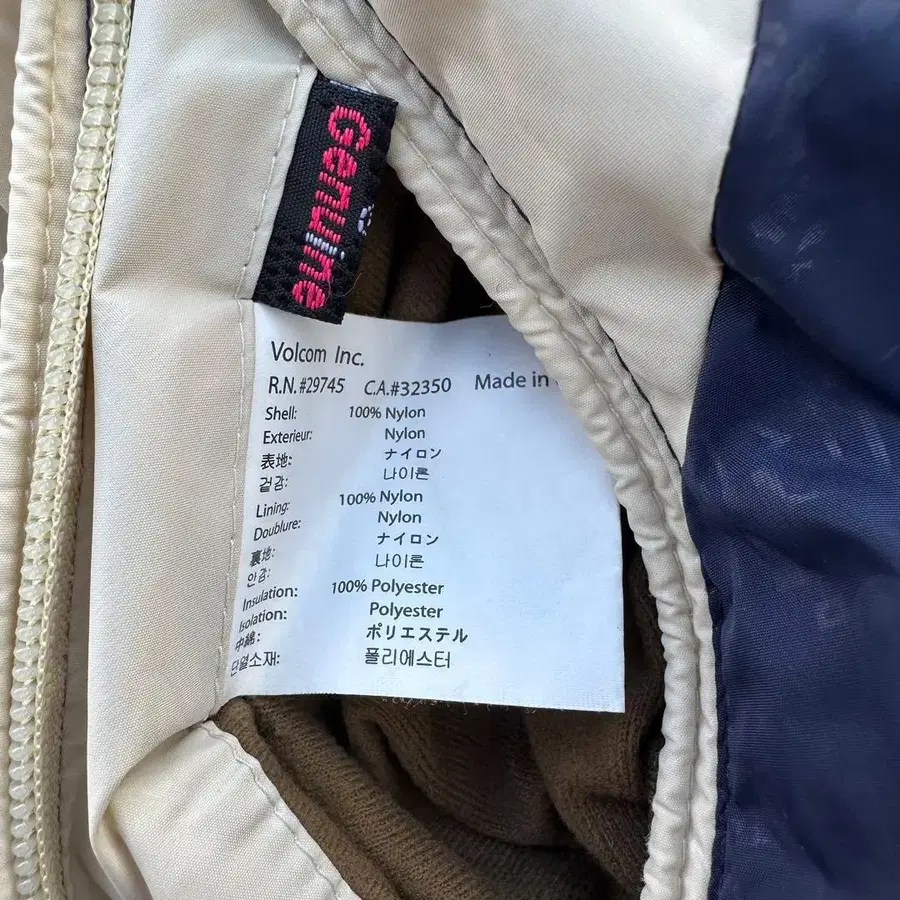 Genuine
Volcom Inc.
R.N. #29745 C.A.#32350 Made in
Shell: 100% Nylon
Exterieur: Nylon
表地: ナイロン
겉감: 나이론
Lining: 100% Nylon
Doublure: Nylon
裏地: ナイロン
안감: 나이론
Insulation: 100% Polyester
Isolation: Polyester
中綿: ポリエステル
단열소재: 폴리에스터